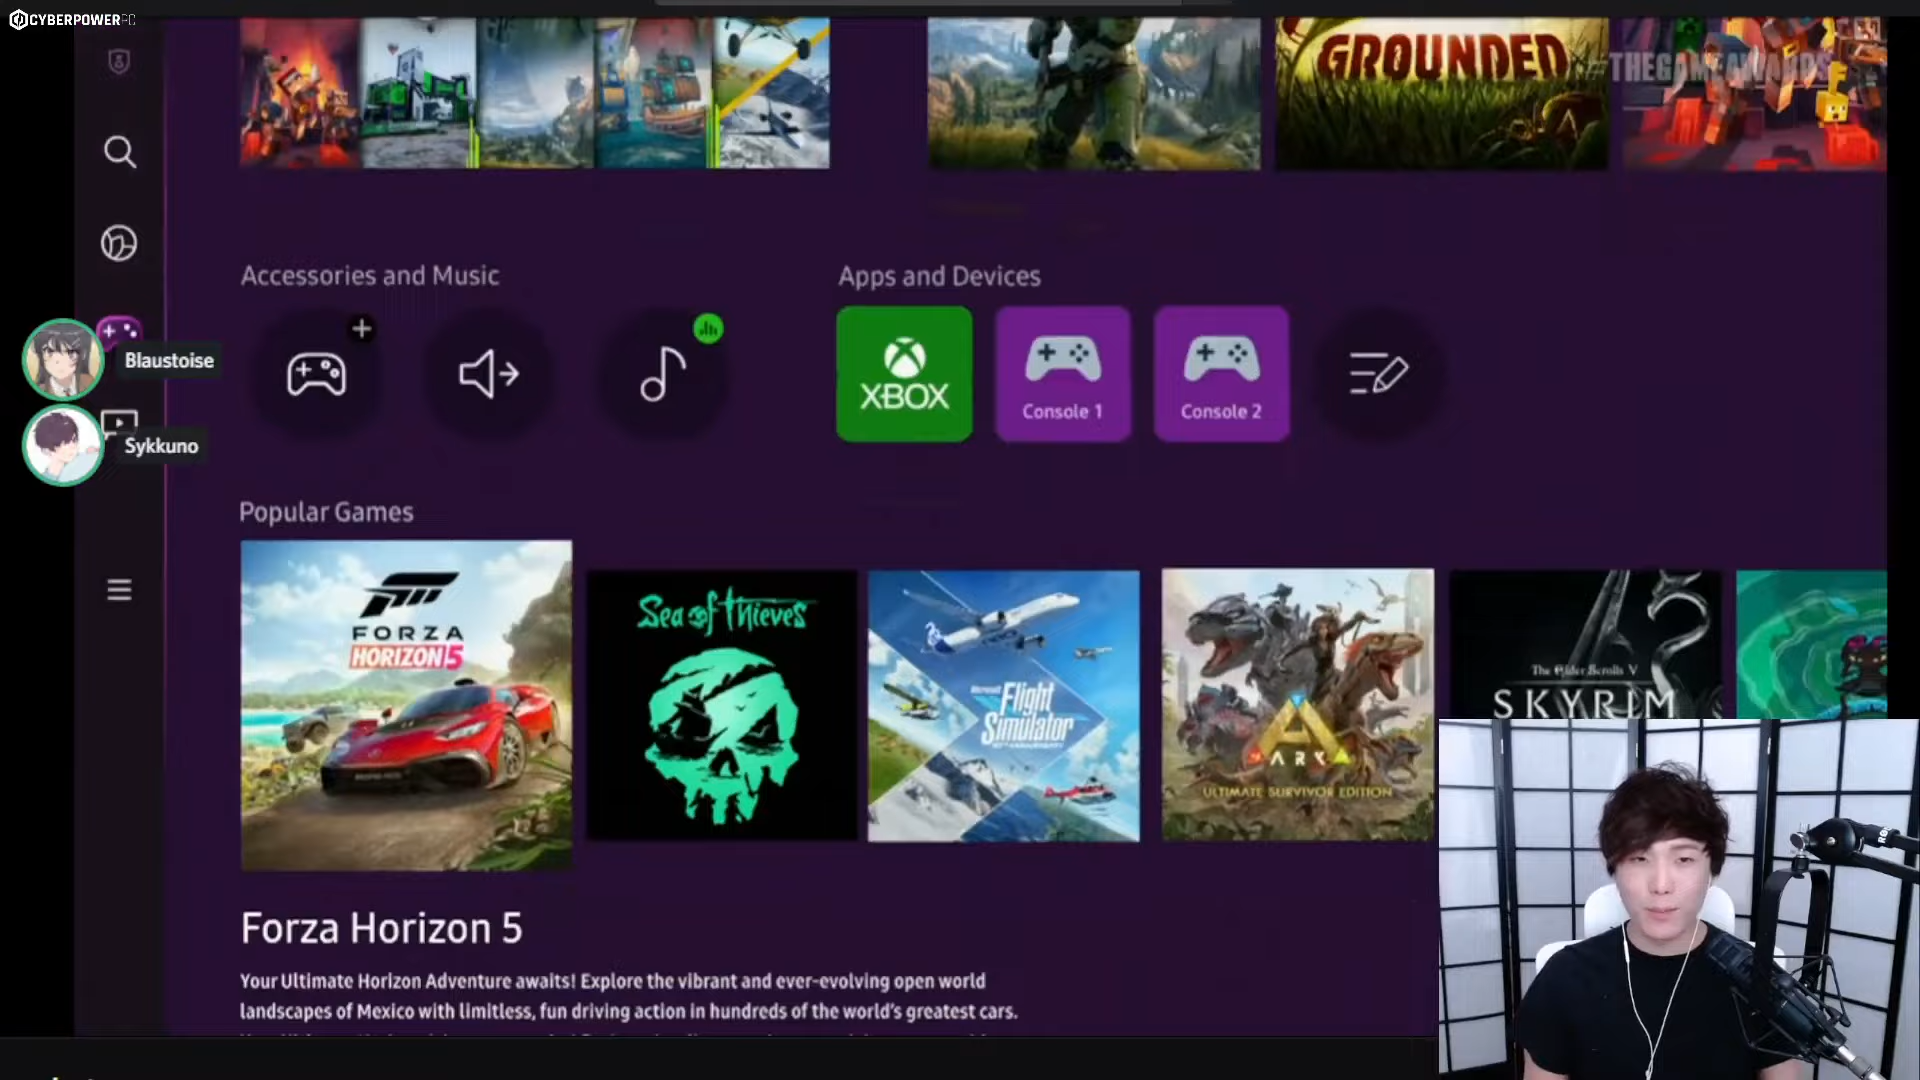 CYBERPOWERPC
GROUNDED
#THEGAMEAWARDS
Accessories and Music
Apps and Devices
XBOX
Console 1
Console 2
Blaustoise
Sykkuno
Popular Games
FORZA
HORIZON 5
Sea of Thieves
Microsoft
Flight
Simulator
ARK
ULTIMATE SURVIVOR EDITION
The Elder Scrolls V
SKYRIM
Forza Horizon 5
Your Ultimate Horizon Adventure awaits! Explore the vibrant and ever-evolving open world
landscapes of Mexico with limitless, fun driving action in hundreds of the world's greatest cars.